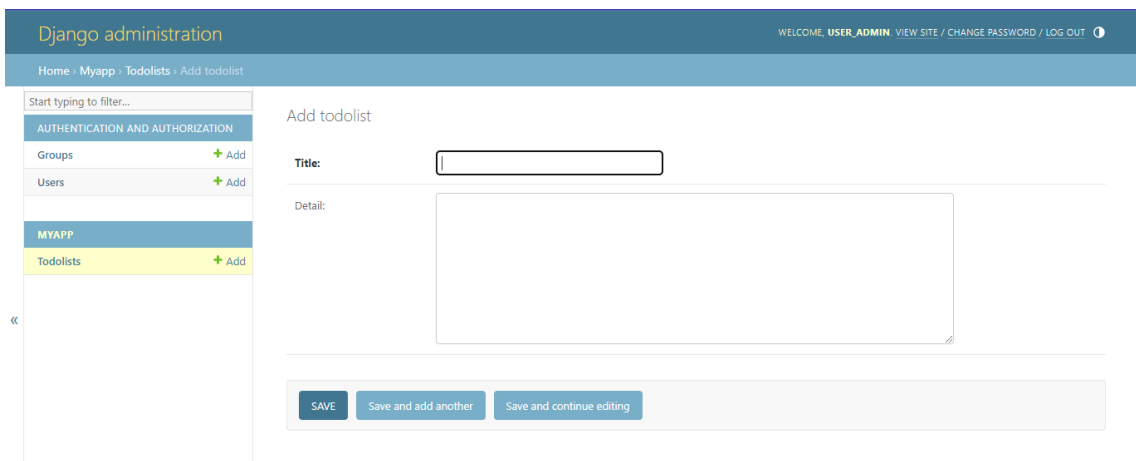 Django administration
WELCOME, USER_ADMIN. VIEW SITE / CHANGE PASSWORD / LOG OUT
Home › Myapp › Todolists › Add todolist
Start typing to filter...
AUTHENTICATION AND AUTHORIZATION
Groups + Add
Users + Add
MYAPP
Todolists + Add
«
Add todolist
Title:
Detail:
SAVE Save and add another Save and continue editing